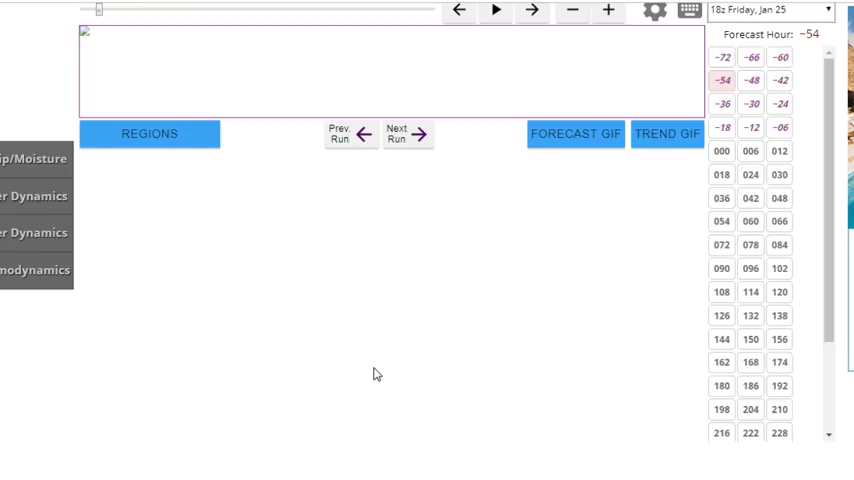 18z Friday, Jan 25
Forecast Hour: −54
−72 −66 −60
−54 −48 −42
−36 −30 −24
−18 −12 −06
000 006 012
018 024 030
036 042 048
054 060 066
072 078 084
090 096 102
108 114 120
126 132 138
144 150 156
162 168 174
180 186 192
198 204 210
216 222 228
REGIONS
Prev. Run
Next Run
FORECAST GIF
TREND GIF
ip/Moisture
er Dynamics
er Dynamics
modynamics